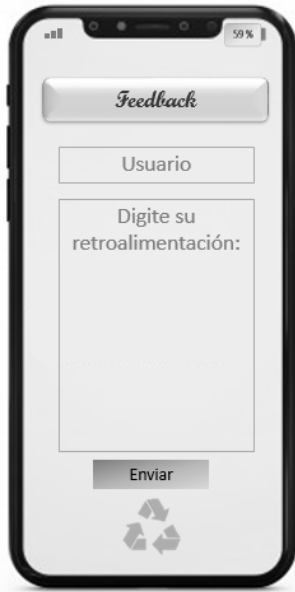 59 %
Feedback
Usuario
Digite su
retroalimentación:
Enviar